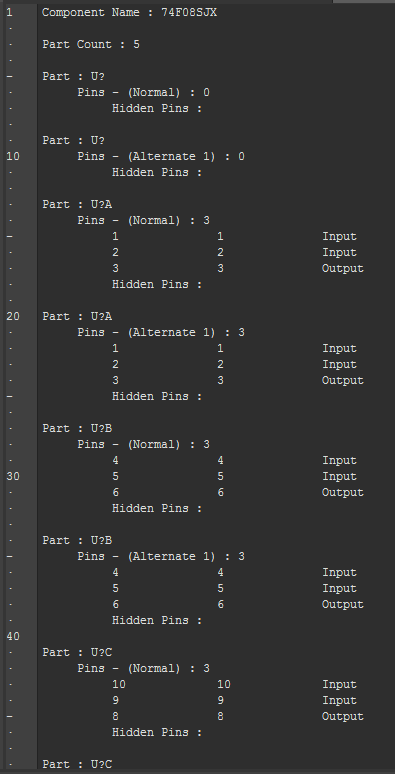 1 Component Name : 74F08SJX
Part Count : 5
Part : U?
Pins - (Normal) : 0
Hidden Pins :
Part : U?
10 Pins - (Alternate 1) : 0
Hidden Pins :
Part : U?A
Pins - (Normal) : 3
1 1 Input
2 2 Input
3 3 Output
Hidden Pins :
20 Part : U?A
Pins - (Alternate 1) : 3
1 1 Input
2 2 Input
3 3 Output
Hidden Pins :
Part : U?B
Pins - (Normal) : 3
4 4 Input
30 5 5 Input
6 6 Output
Hidden Pins :
Part : U?B
Pins - (Alternate 1) : 3
4 4 Input
5 5 Input
6 6 Output
Hidden Pins :
40
Part : U?C
Pins - (Normal) : 3
10 10 Input
9 9 Input
8 8 Output
Hidden Pins :
Part : U?C